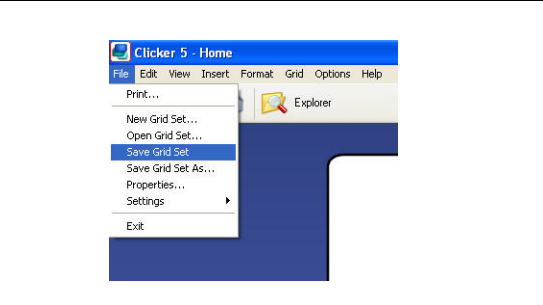 Clicker 5 - Home
File Edit View Insert Format Grid Options Help
Explorer
Print...
New Grid Set...
Open Grid Set...
Save Grid Set
Save Grid Set As...
Properties...
Settings
Exit